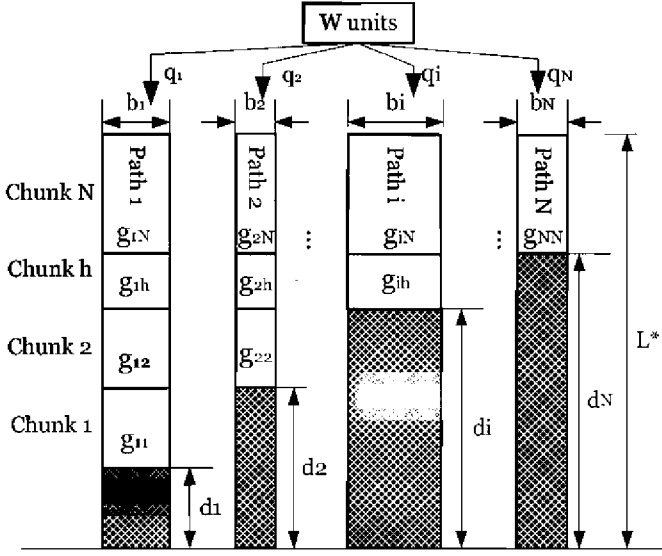 W units
q1 q2 qi qN
b1 b2 bi bN
Path 1 Path 2 Path i Path N
Chunk N
g1N g2N ... giN ... gNN
Chunk h g1h g2h gih
Chunk 2 g12 g22
L*
Chunk 1 g11
dN
di
d2
d1